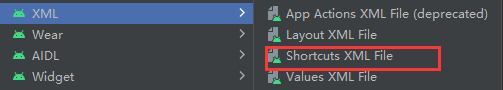 XML
Wear
AIDL
Widget
App Actions XML File (deprecated)
Layout XML File
Shortcuts XML File
Values XML File